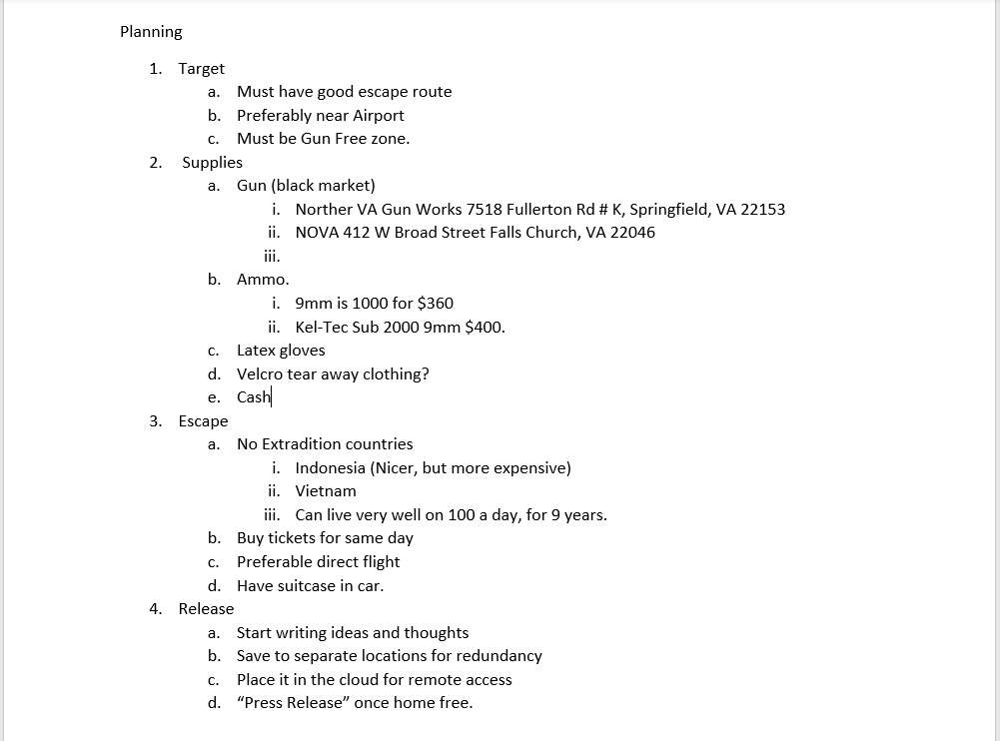 Planning
1. Target
a. Must have good escape route
b. Preferably near Airport
c. Must be Gun Free zone.
2. Supplies
a. Gun (black market)
i. Norther VA Gun Works 7518 Fullerton Rd # K, Springfield, VA 22153
ii. NOVA 412 W Broad Street Falls Church, VA 22046
iii.
b. Ammo.
i. 9mm is 1000 for $360
ii. Kel-Tec Sub 2000 9mm $400.
c. Latex gloves
d. Velcro tear away clothing?
e. Cash
3. Escape
a. No Extradition countries
i. Indonesia (Nicer, but more expensive)
ii. Vietnam
iii. Can live very well on 100 a day, for 9 years.
b. Buy tickets for same day
c. Preferable direct flight
d. Have suitcase in car.
4. Release
a. Start writing ideas and thoughts
b. Save to separate locations for redundancy
c. Place it in the cloud for remote access
d. “Press Release” once home free.